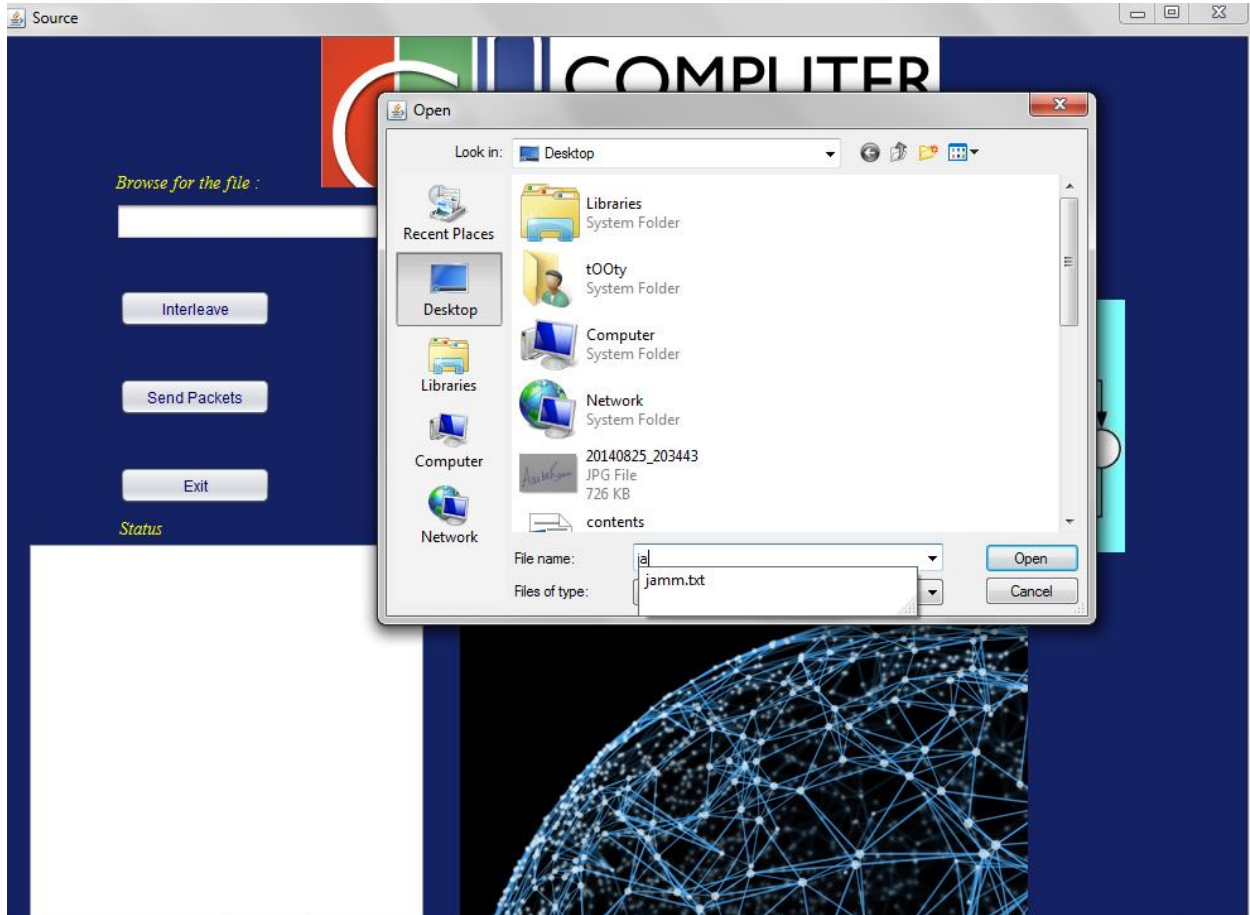 Source
COMPUTER
Open
Look in:
Desktop
Browse for the file :
Recent Places
Desktop
Libraries
Computer
Network
Libraries
System Folder
tOOty
System Folder
Computer
System Folder
Network
System Folder
20140825_203443
JPG File
726 KB
contents
Interleave
Send Packets
Exit
Status
File name:
ja
Open
jamm.txt
Files of type:
Cancel